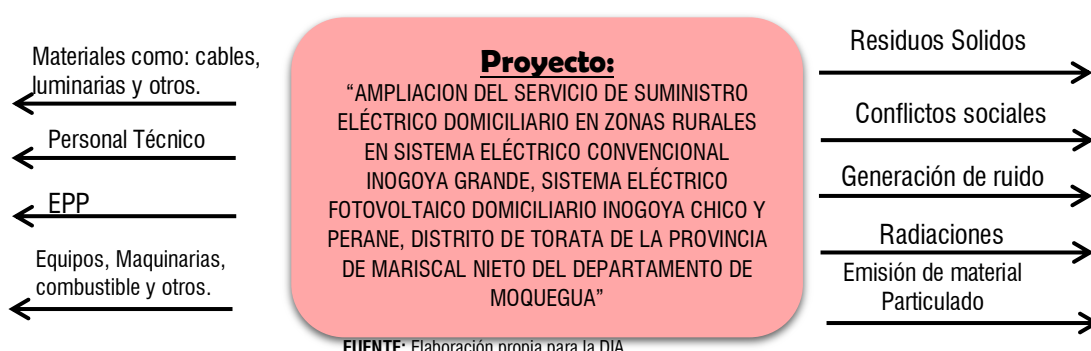 Materiales como: cables,
luminarias y otros.
Personal Técnico
EPP
Equipos, Maquinarias,
combustible y otros.
Proyecto:
“AMPLIACION DEL SERVICIO DE SUMINISTRO
ELÉCTRICO DOMICILIARIO EN ZONAS RURALES
EN SISTEMA ELÉCTRICO CONVENCIONAL
INOGOYA GRANDE, SISTEMA ELÉCTRICO
FOTOVOLTAICO DOMICILIARIO INOGOYA CHICO Y
PERANE, DISTRITO DE TORATA DE LA PROVINCIA
DE MARISCAL NIETO DEL DEPARTAMENTO DE
MOQUEGUA”
Residuos Solidos
Conflictos sociales
Generación de ruido
Radiaciones
Emisión de material
Particulado
FUENTE: Elaboración propia para la DIA